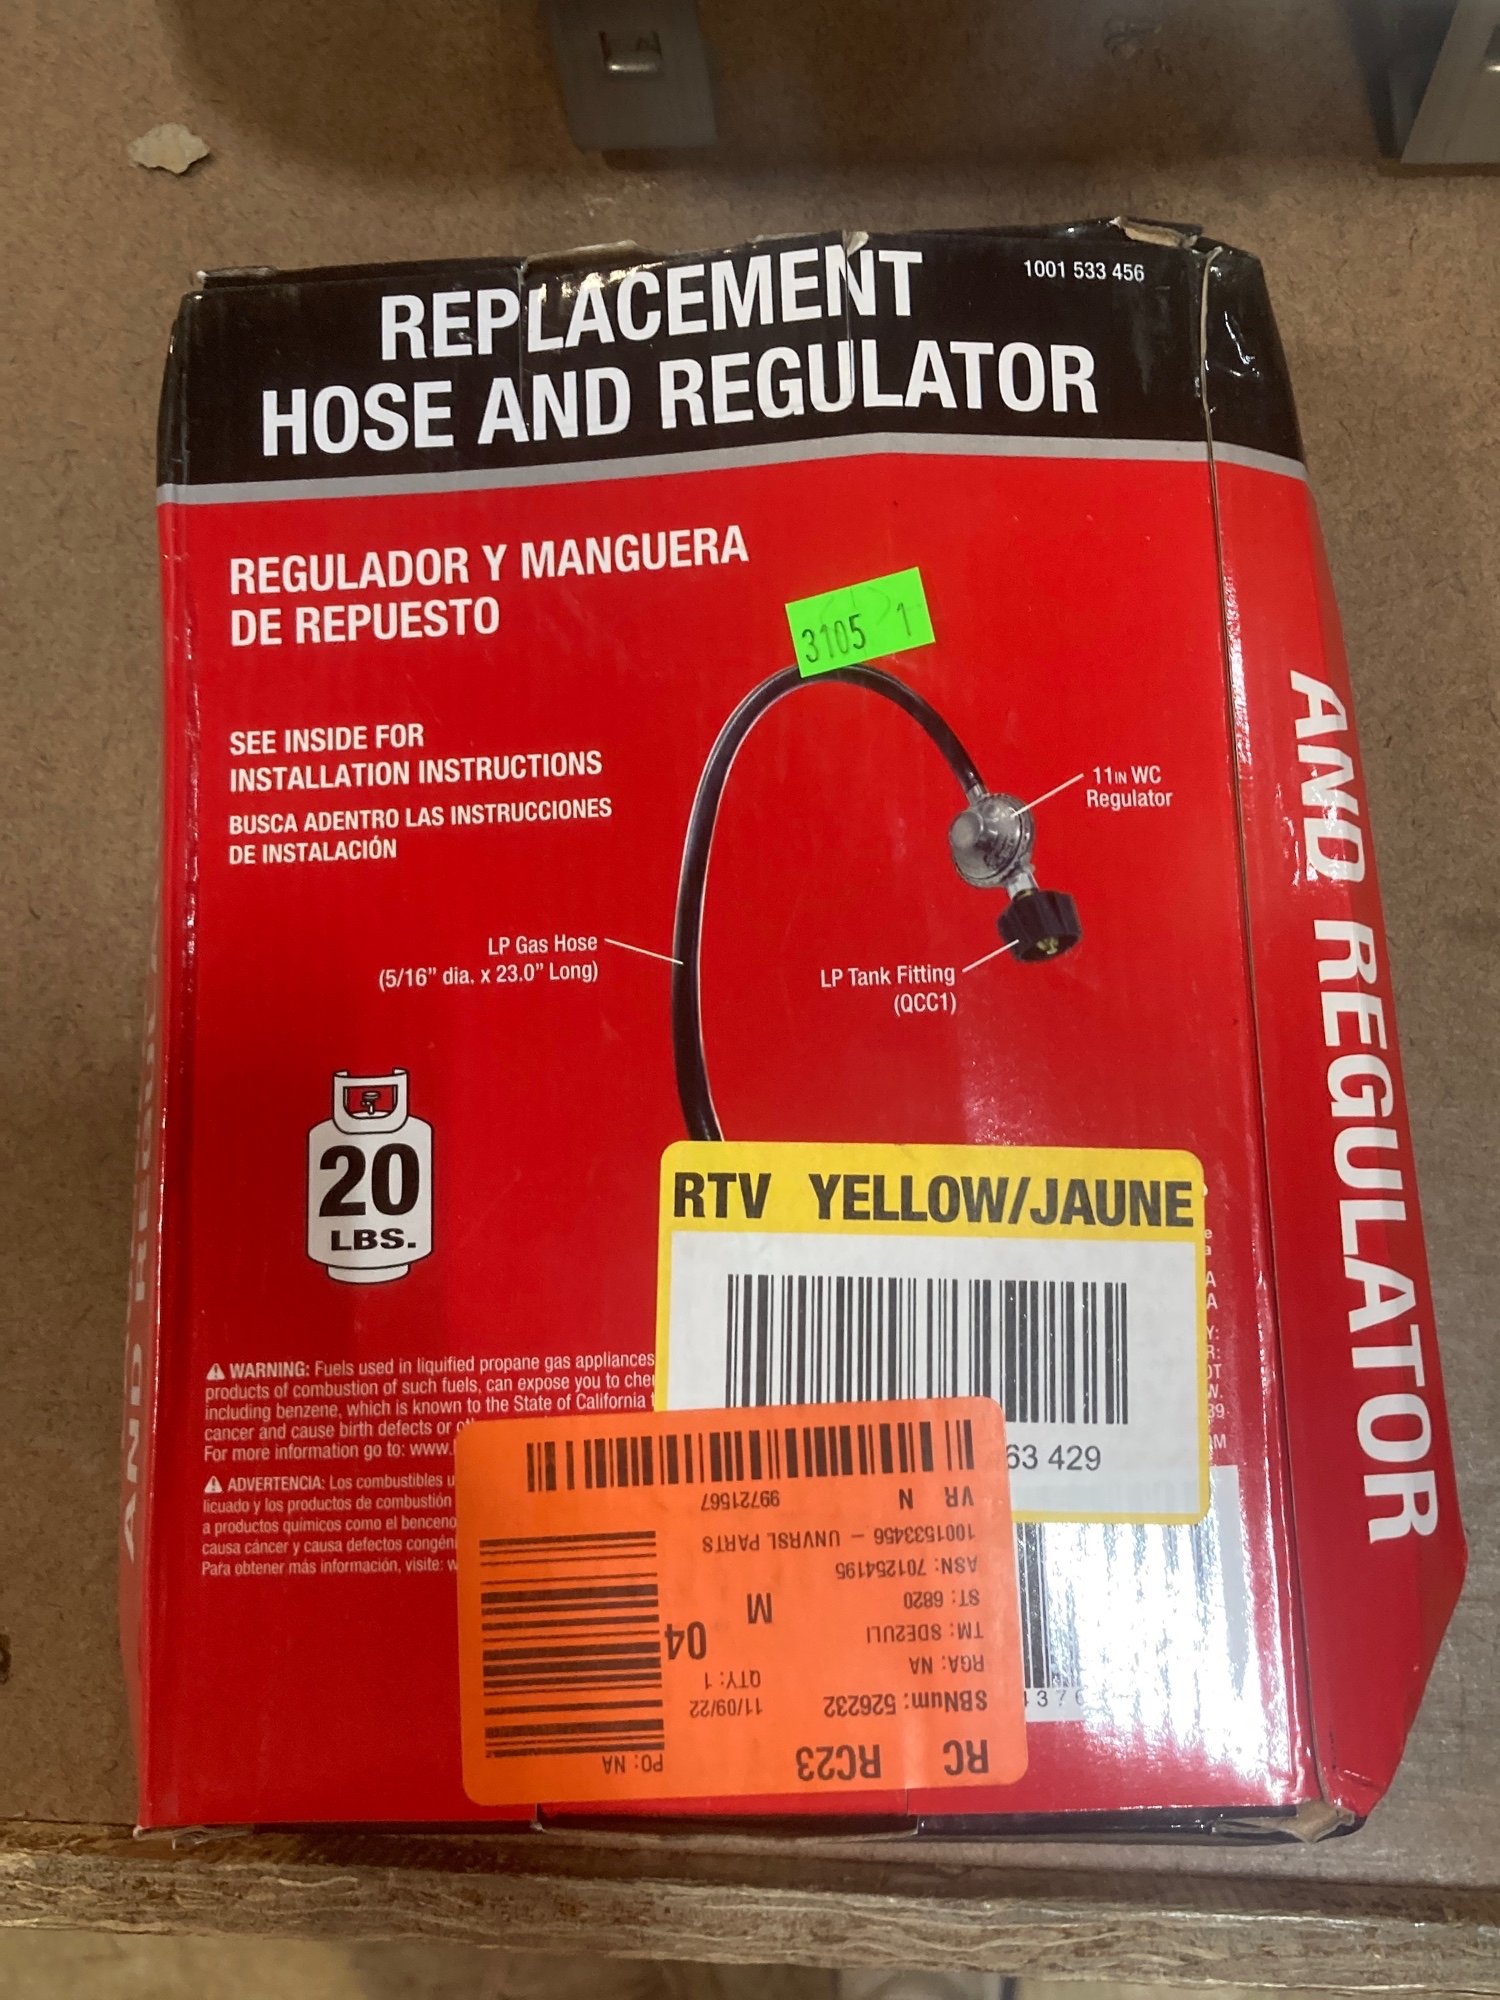 REPLACEMENT
HOSE AND REGULATOR
1001 533 456
REGULADOR Y MANGUERA
DE REPUESTO
3105 1
SEE INSIDE FOR
INSTALLATION INSTRUCTIONS
BUSCA ADENTRO LAS INSTRUCCIONES
DE INSTALACIÓN
11IN WC
Regulator
LP Gas Hose
(5/16" dia. x 23.0" Long)
LP Tank Fitting
(QCC1)
20
LBS.
RTV YELLOW/JAUNE
63 429
WARNING: Fuels used in liquified propane gas appliances
products of combustion of such fuels, can expose you to
including benzene, which is known to the State of California
cancer and cause birth defects or
For more information go to: www.
ADVERTENCIA: Los combustibles
licuado y los productos de combustión
a productos químicos como el benceno
causa cáncer y causa defectos
Para obtener más información, visite:
RC RC23
PO: NA
SBNum: 526232
11/09/22
RGA: NA
QTY: 1
04
TM: SDE2ULI
ST: 6820
M
ASN: 701254195
1001533456 – UNVRSL PARTS
VR N
99721567
437
AND REGULATOR